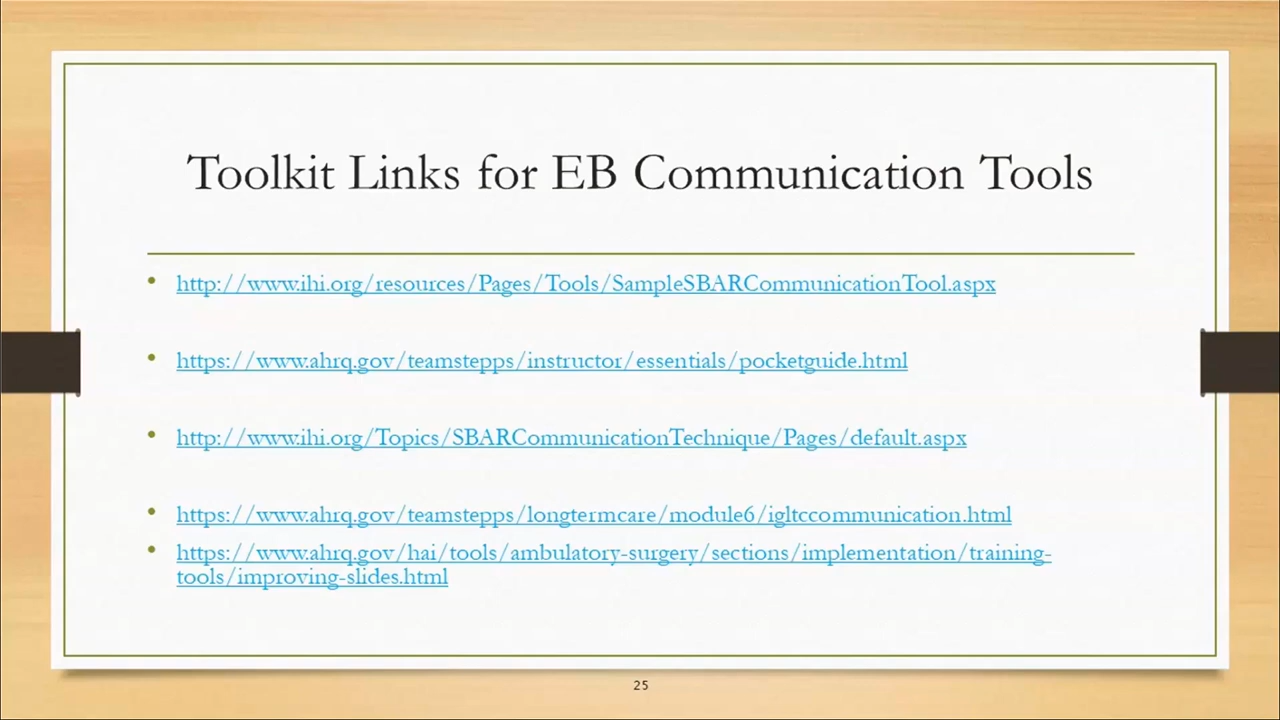 Toolkit Links for EB Communication Tools
• http://www.ihi.org/resources/Pages/Tools/SampleSBARCommunicationTool.aspx
• https://www.ahrq.gov/teamstepps/instructor/essentials/pocketguide.html
• http://www.ihi.org/Topics/SBARCommunicationTechnique/Pages/default.aspx
• https://www.ahrq.gov/teamstepps/longtermcare/module6/igltccommunication.html
• https://www.ahrq.gov/hai/tools/ambulatory-surgery/sections/implementation/training-
tools/improving-slides.html
25